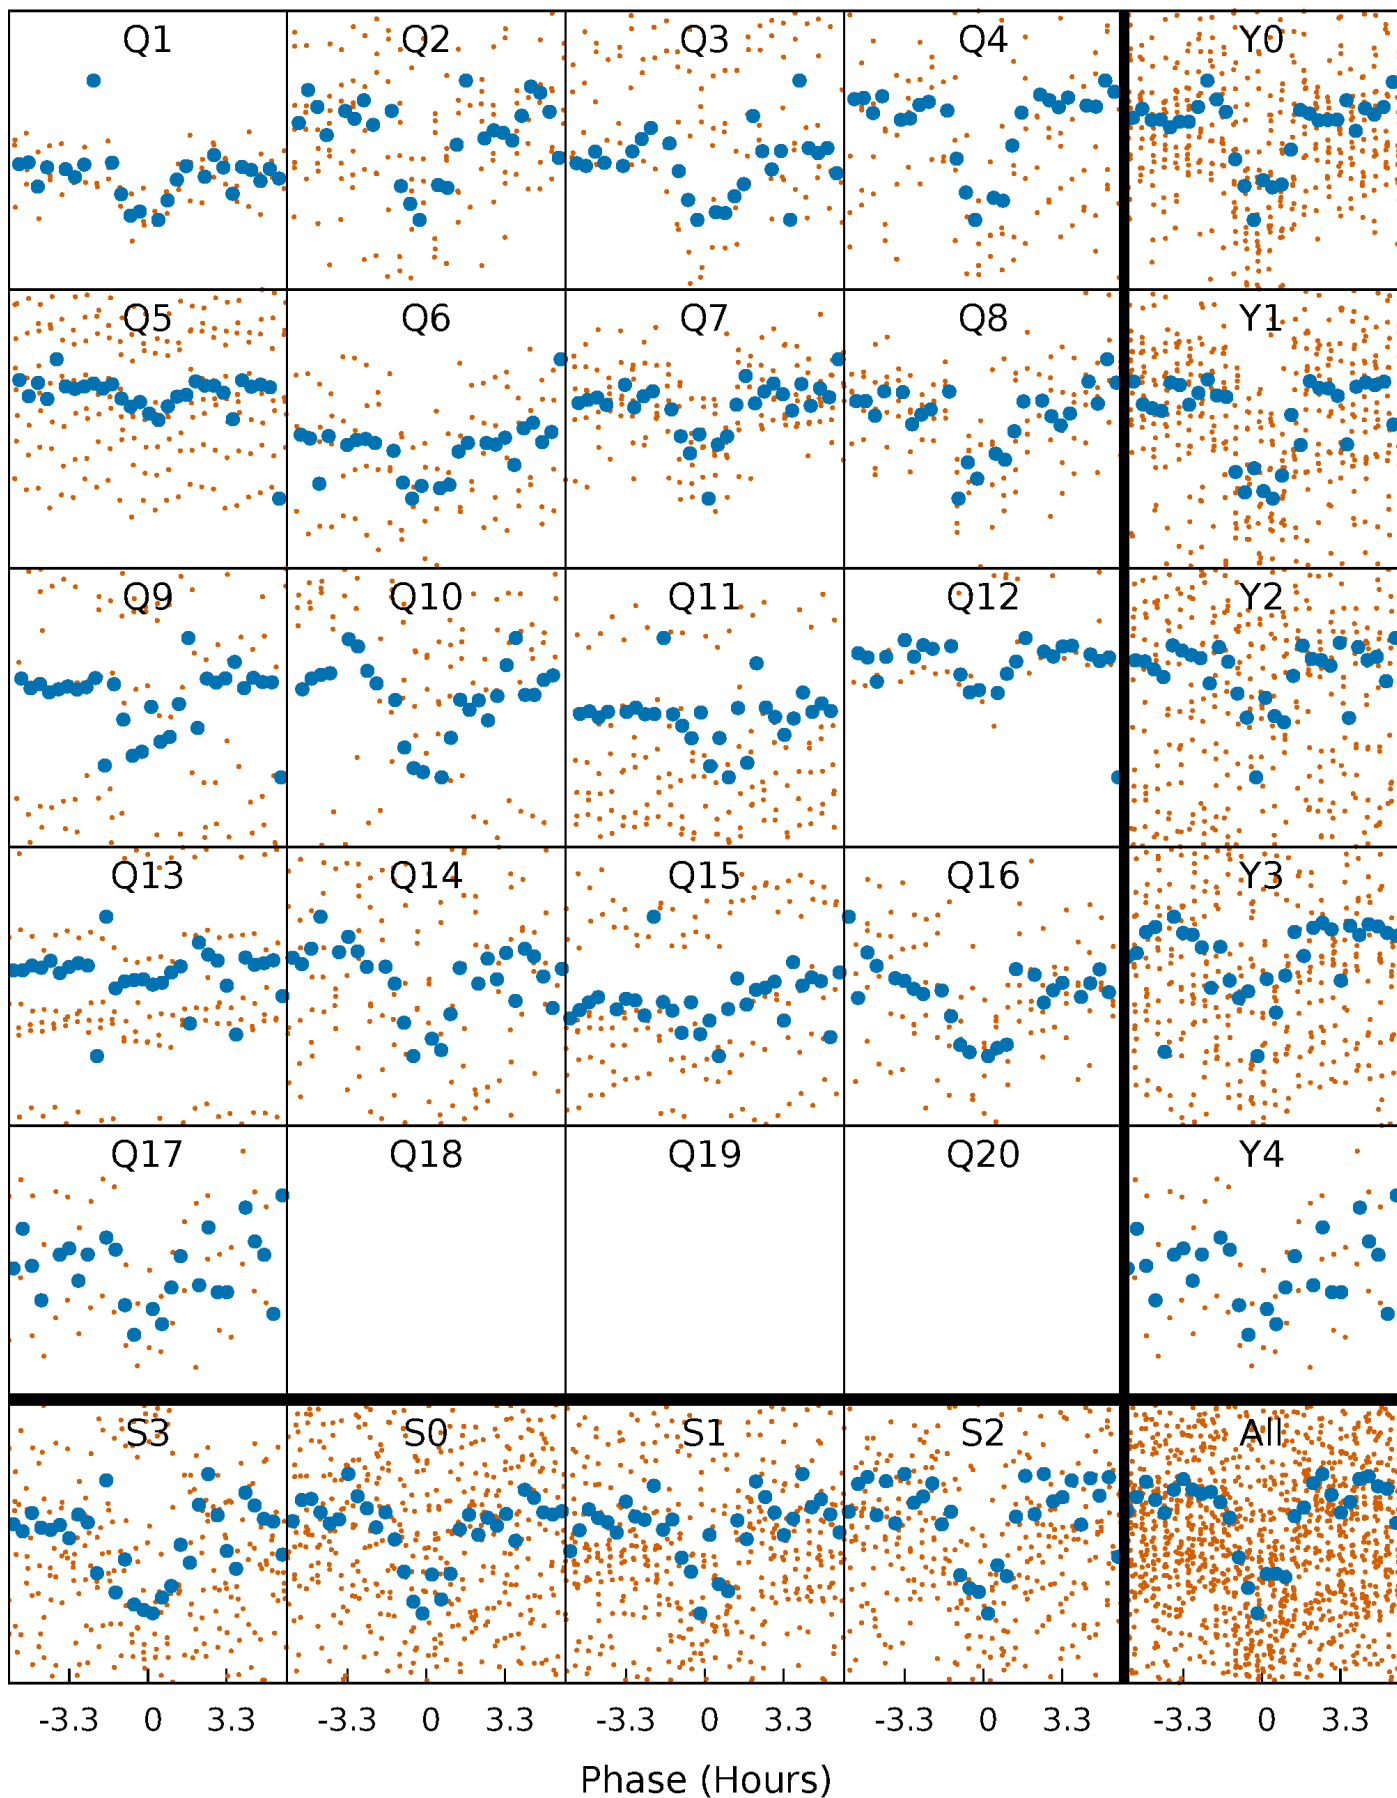 Q1 Q2 Q3 Q4 Y0
Q5 Q6 Q7 Q8 Y1
Q9 Q10 Q11 Q12 Y2
Q13 Q14 Q15 Q16 Y3
Q17 Q18 Q19 Q20 Y4
S3 S0 S1 S2 All
-3.3 0 3.3 -3.3 0 3.3 -3.3 0 3.3 -3.3 0 3.3 -3.3 0 3.3
Phase (Hours)